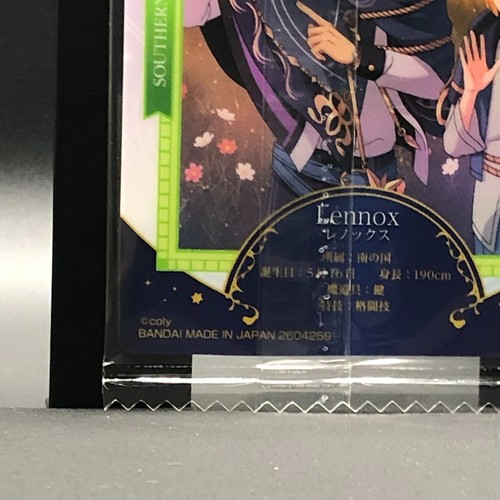 SOUTHERN
Lennox
レノックス
所属：南の国
身長：190cm
魔道具：鍵
特技：格闘技
©coly
BANDAI MADE IN JAPAN 2604259